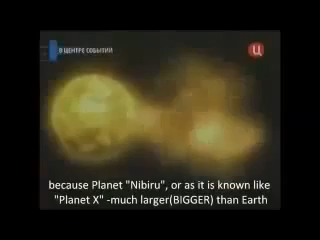 В ЦЕНТРЕ СОБЫТИЙ
Ц
because Planet "Nibiru", or as it is known like
"Planet X" -much larger(BIGGER) than Earth